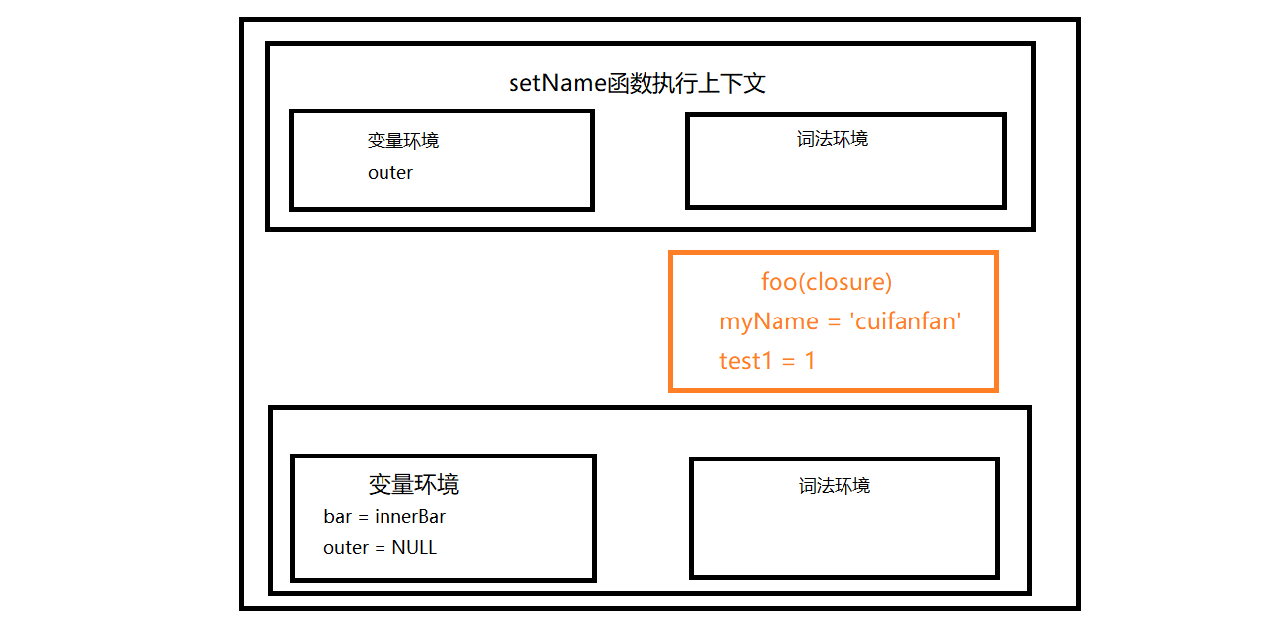 setName函数执行上下文
变量环境
outer
词法环境
foo(closure)
myName = 'cuifanfan'
test1 = 1
变量环境
bar = innerBar
outer = NULL
词法环境